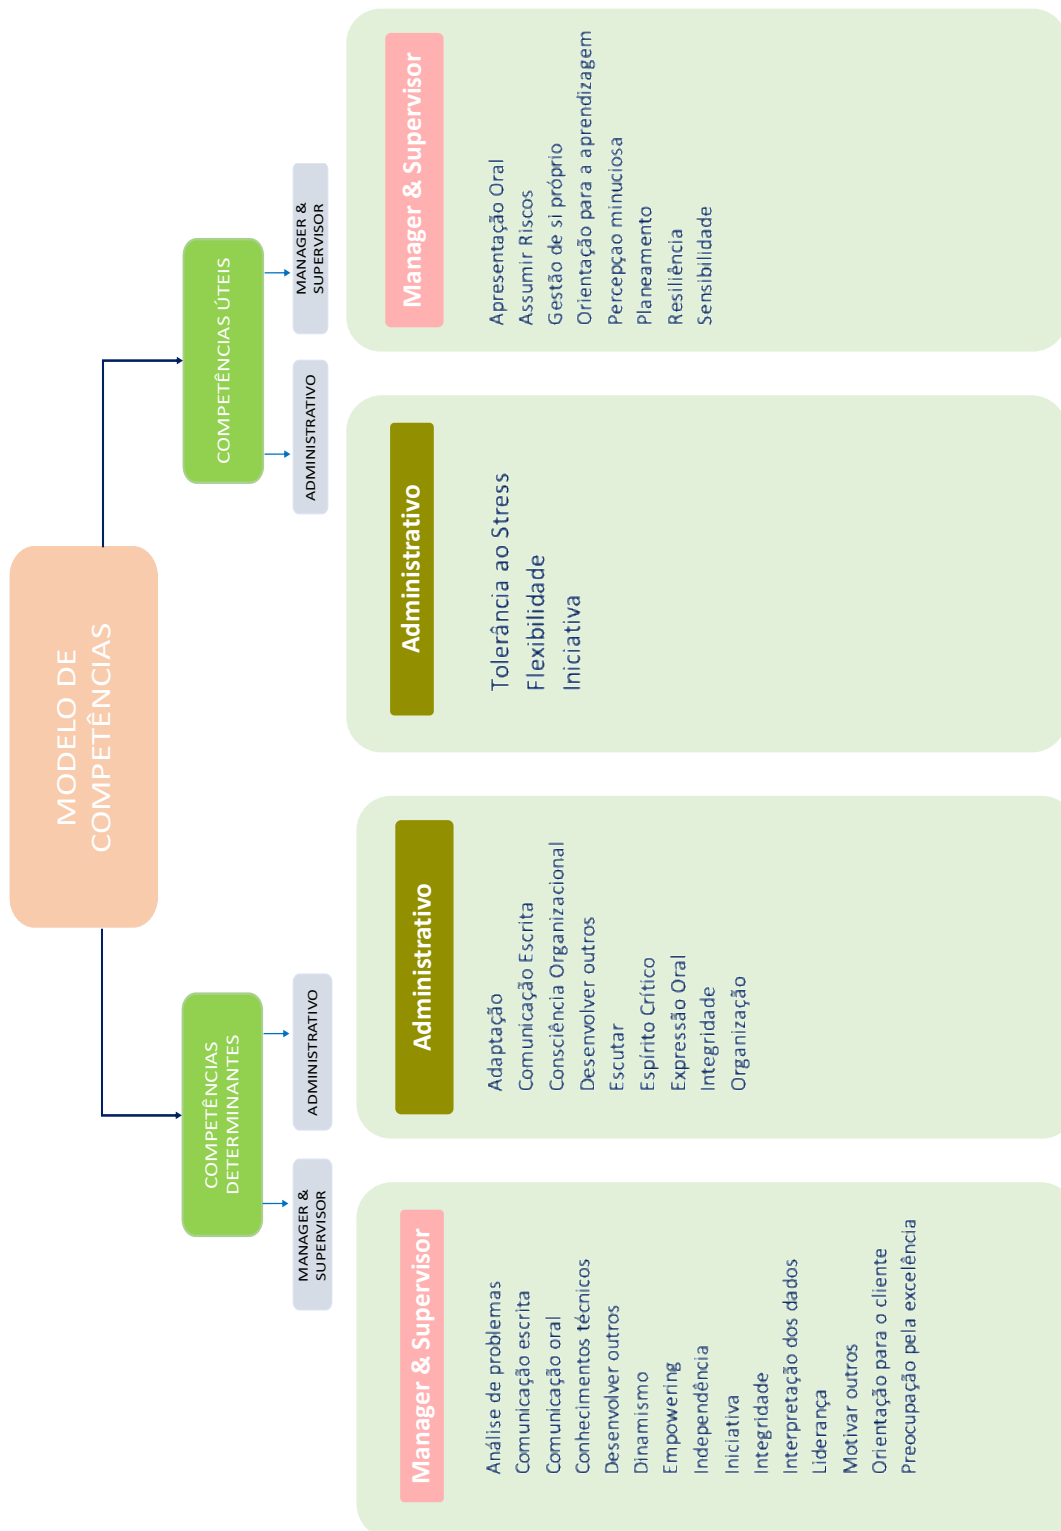 MODELO DE
COMPETÊNCIAS
COMPETÊNCIAS
DETERMINANTES
COMPETÊNCIAS ÚTEIS
MANAGER &
SUPERVISOR
ADMINISTRATIVO
ADMINISTRATIVO
MANAGER &
SUPERVISOR
Manager & Supervisor
Análise de problemas
Comunicação escrita
Comunicação oral
Conhecimentos técnicos
Desenvolver outros
Dinamismo
Empowering
Independência
Iniciativa
Integridade
Interpretação dos dados
Liderança
Motivar outros
Orientação para o cliente
Preocupação pela excelência
Administrativo
Adaptação
Comunicação Escrita
Consciência Organizacional
Desenvolver outros
Escutar
Espírito Crítico
Expressão Oral
Integridade
Organização
Administrativo
Tolerância ao Stress
Flexibilidade
Iniciativa
Manager & Supervisor
Apresentação Oral
Assumir Riscos
Gestão de si próprio
Orientação para a aprendizagem
Percepçao minuciosa
Planeamento
Resiliência
Sensibilidade